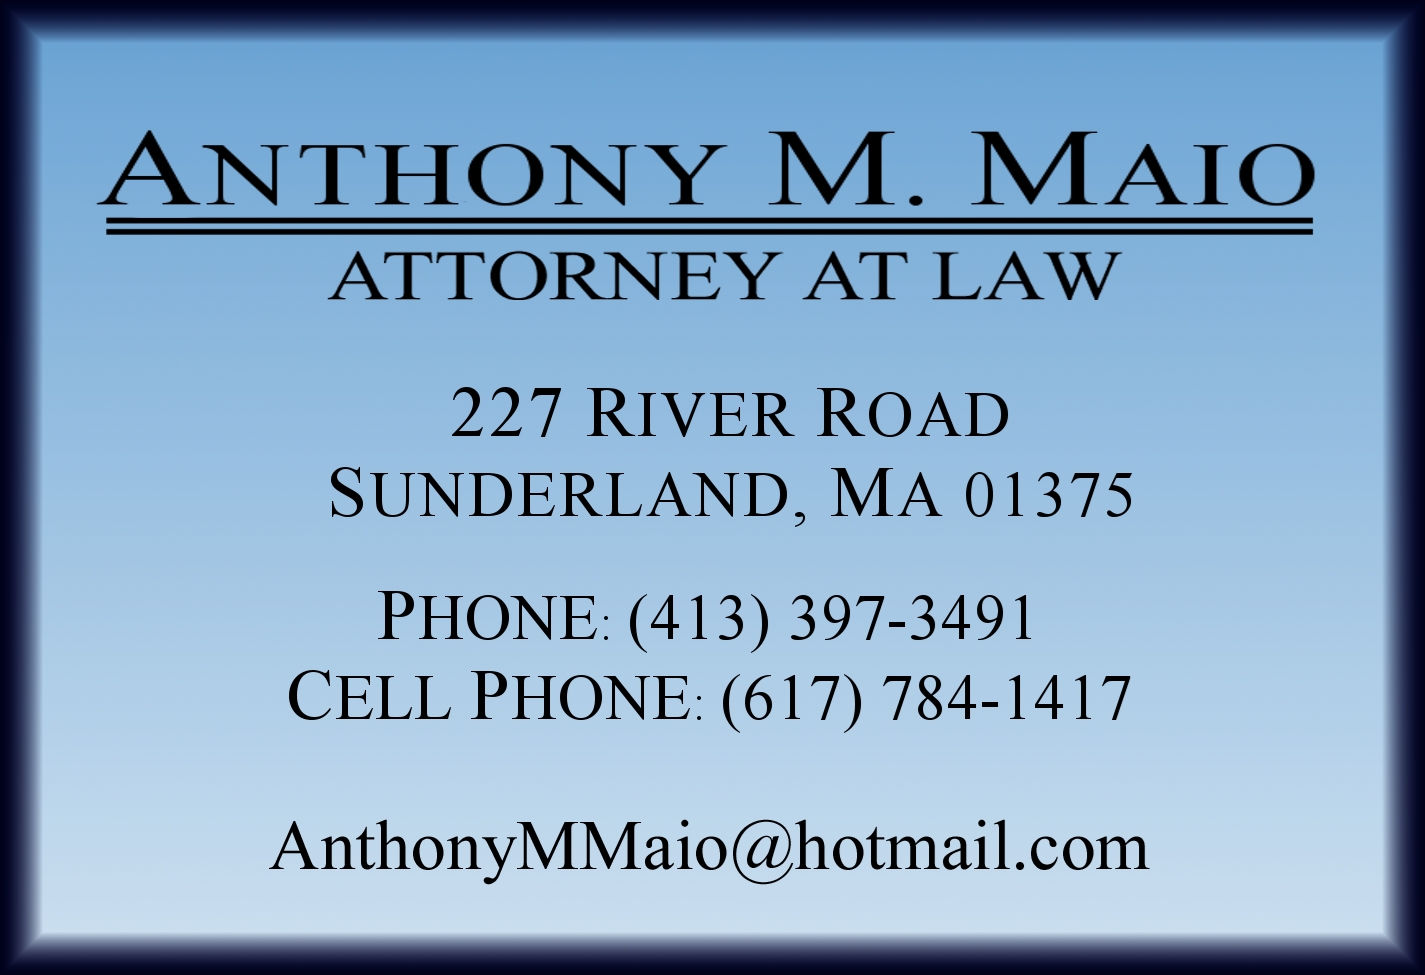 ANTHONY M. MAIO
ATTORNEY AT LAW
227 RIVER ROAD
SUNDERLAND, MA 01375
PHONE: (413) 397-3491
CELL PHONE: (617) 784-1417
AnthonyMMaio@hotmail.com